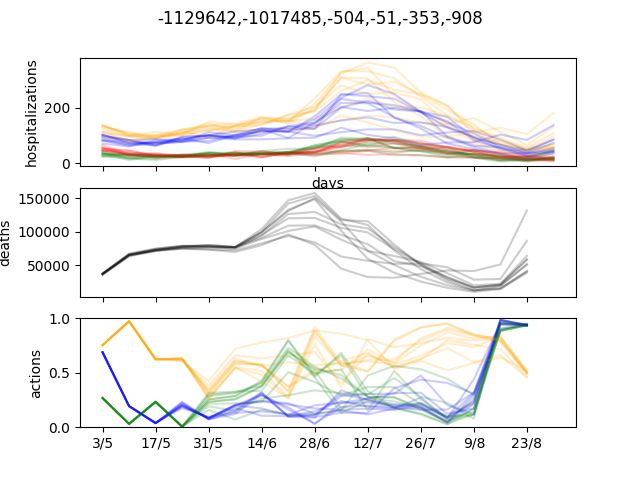 -1129642,-1017485,-504,-51,-353,-908
hospitalizations
200
0
days
deaths
150000
100000
50000
actions
1.0
0.5
0.0
3/5 17/5 31/5 14/6 28/6 12/7 26/7 9/8 23/8